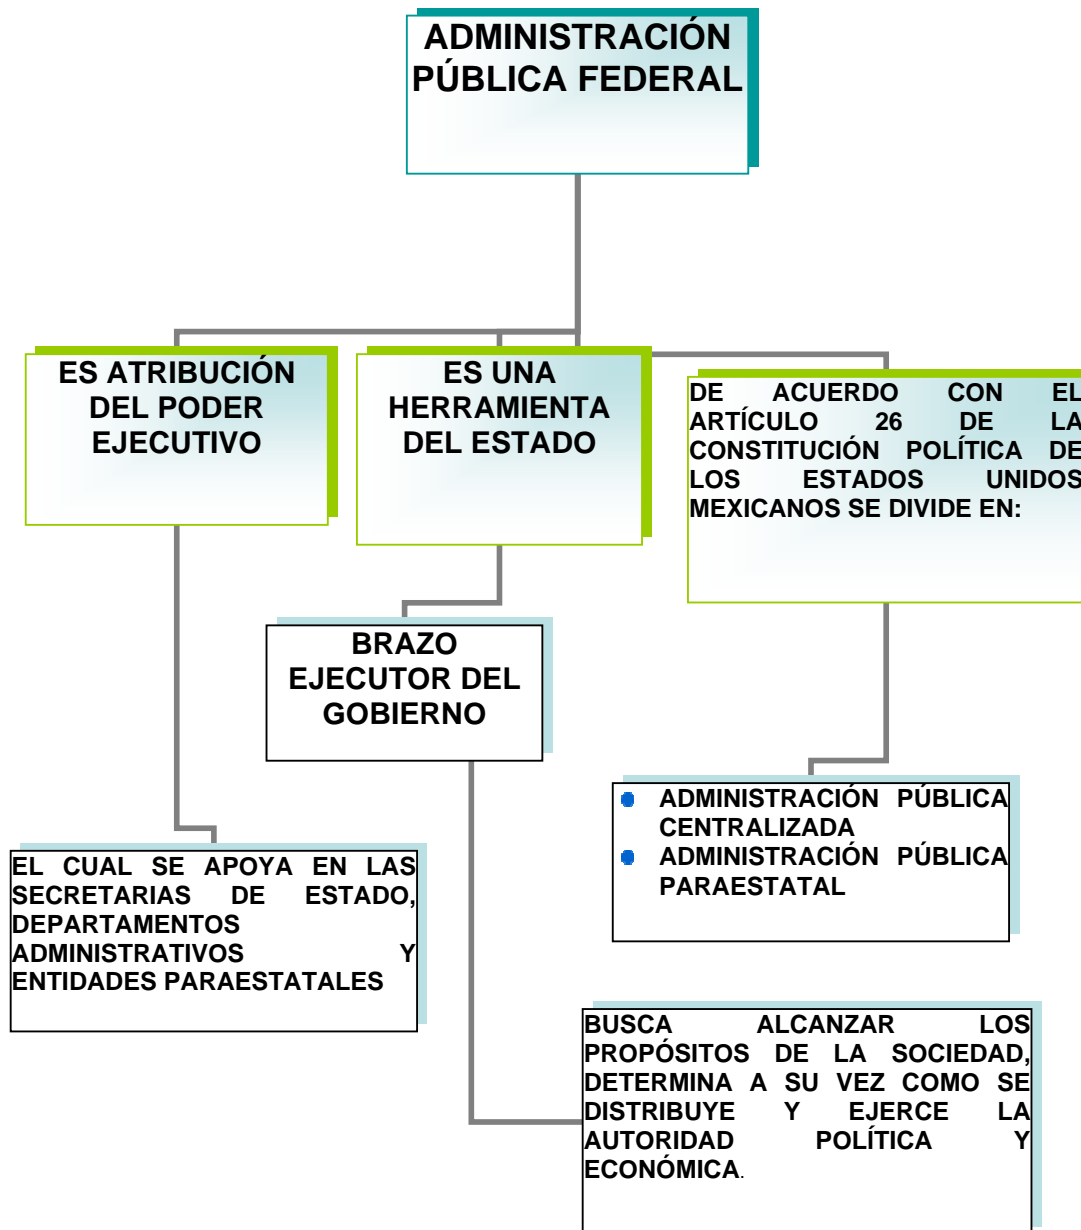 ADMINISTRACIÓN
PÚBLICA FEDERAL
ES ATRIBUCIÓN
DEL PODER
EJECUTIVO
ES UNA
HERRAMIENTA
DEL ESTADO
DE ACUERDO CON EL
ARTÍCULO 26 DE LA
CONSTITUCIÓN POLÍTICA DE
LOS ESTADOS UNIDOS
MEXICANOS SE DIVIDE EN:
BRAZO
EJECUTOR DEL
GOBIERNO
• ADMINISTRACIÓN PÚBLICA
CENTRALIZADA
• ADMINISTRACIÓN PÚBLICA
PARAESTATAL
EL CUAL SE APOYA EN LAS
SECRETARIAS DE ESTADO,
DEPARTAMENTOS
ADMINISTRATIVOS Y
ENTIDADES PARAESTATALES
BUSCA ALCANZAR LOS
PROPÓSITOS DE LA SOCIEDAD,
DETERMINA A SU VEZ COMO SE
DISTRIBUYE Y EJERCE LA
AUTORIDAD POLÍTICA Y
ECONÓMICA.